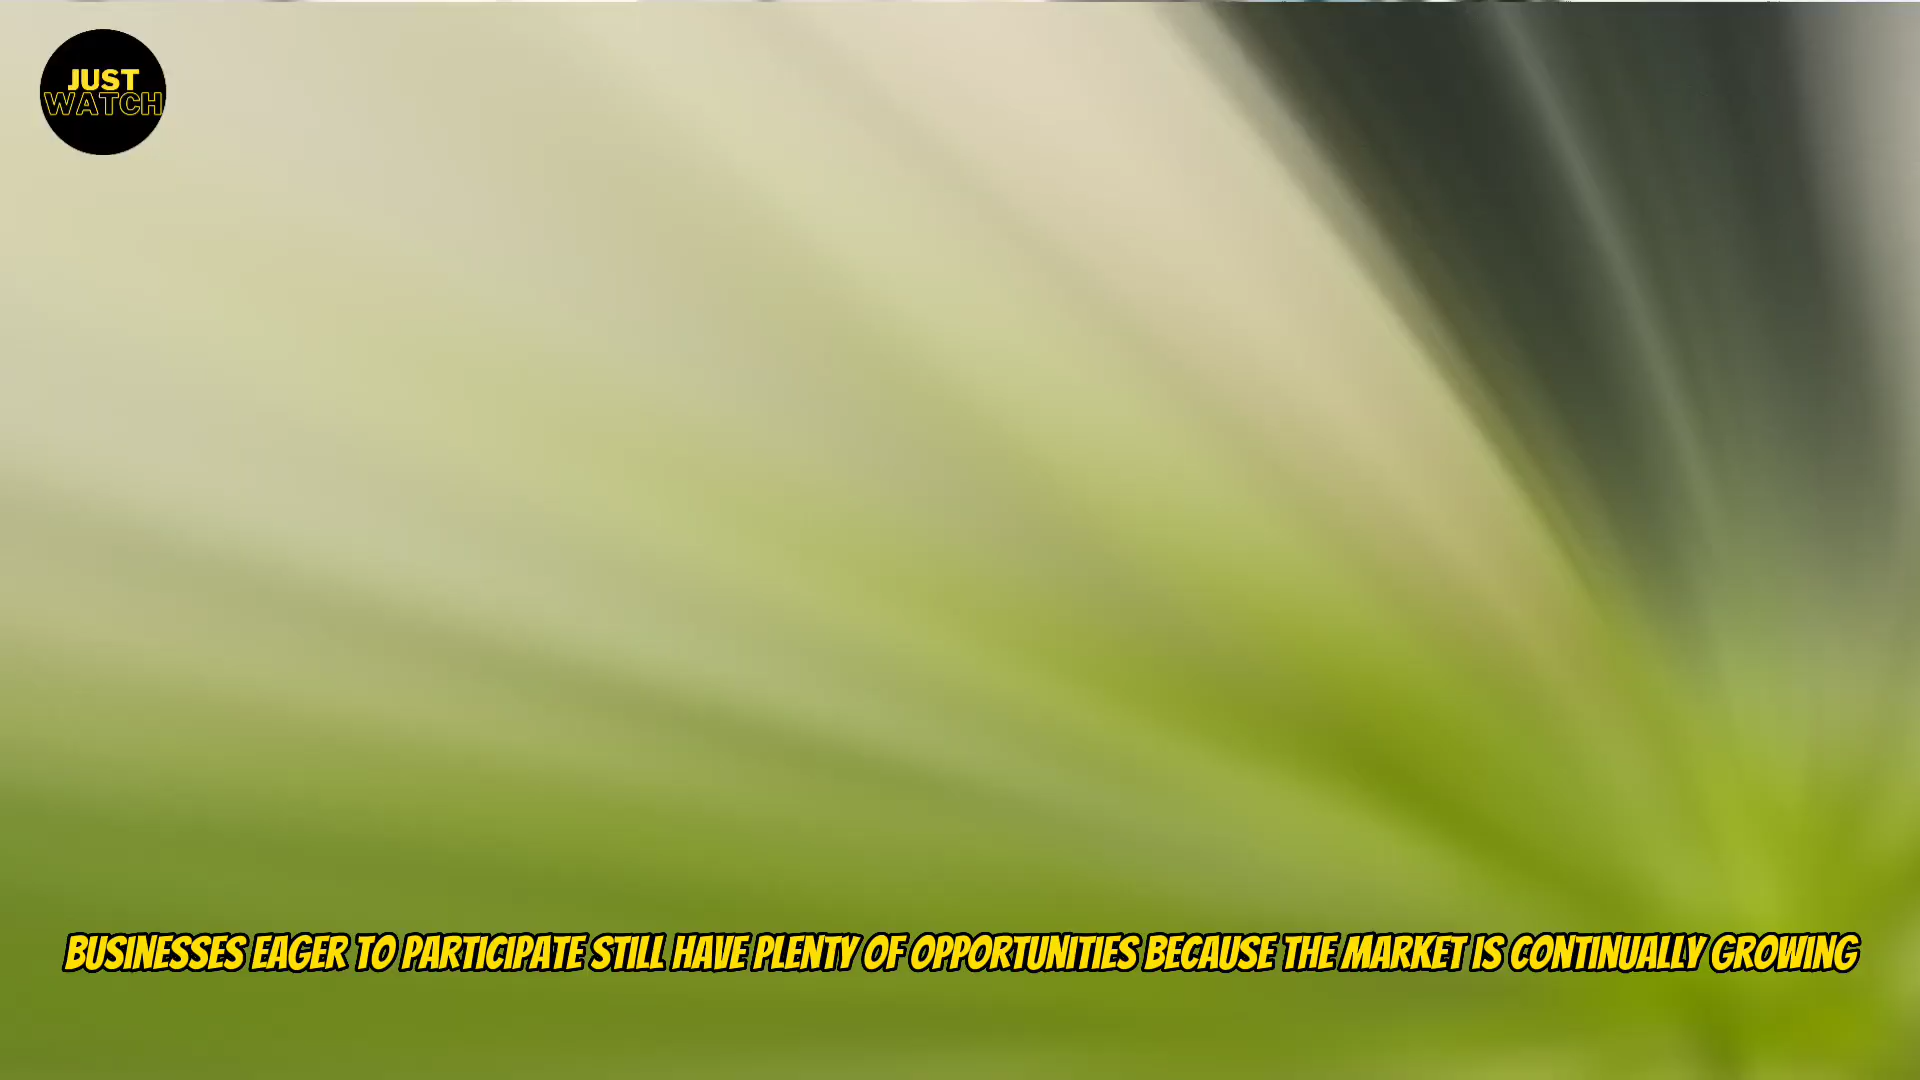 JUST
WATCH
BUSINESSES EAGER TO PARTICIPATE STILL HAVE PLENTY OF OPPORTUNITIES BECAUSE THE MARKET IS CONTINUALLY GROWING